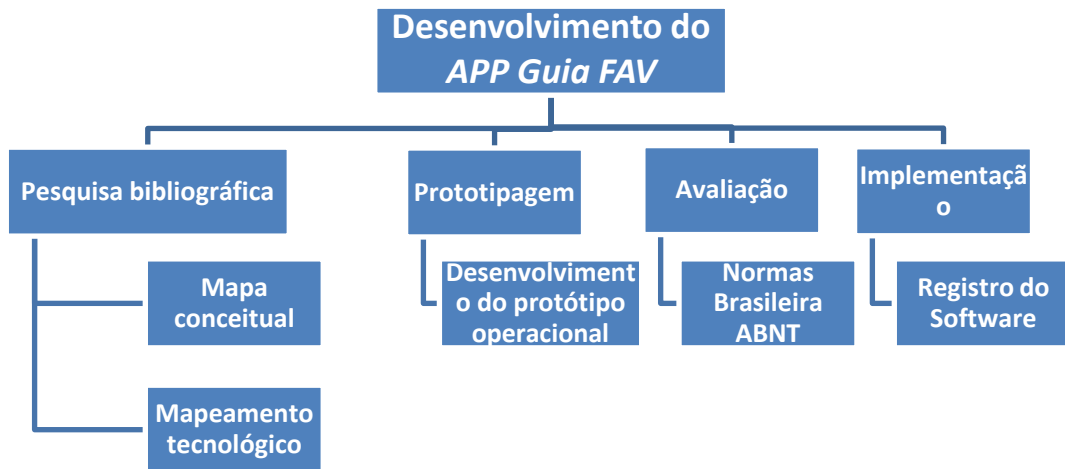 Desenvolvimento do
APP Guia FAV
Pesquisa bibliográfica
Prototipagem
Avaliação
Implementaçã
o
Mapa
conceitual
Desenvolviment
o do protótipo
operacional
Normas
Brasileira
ABNT
Registro do
Software
Mapeamento
tecnológico